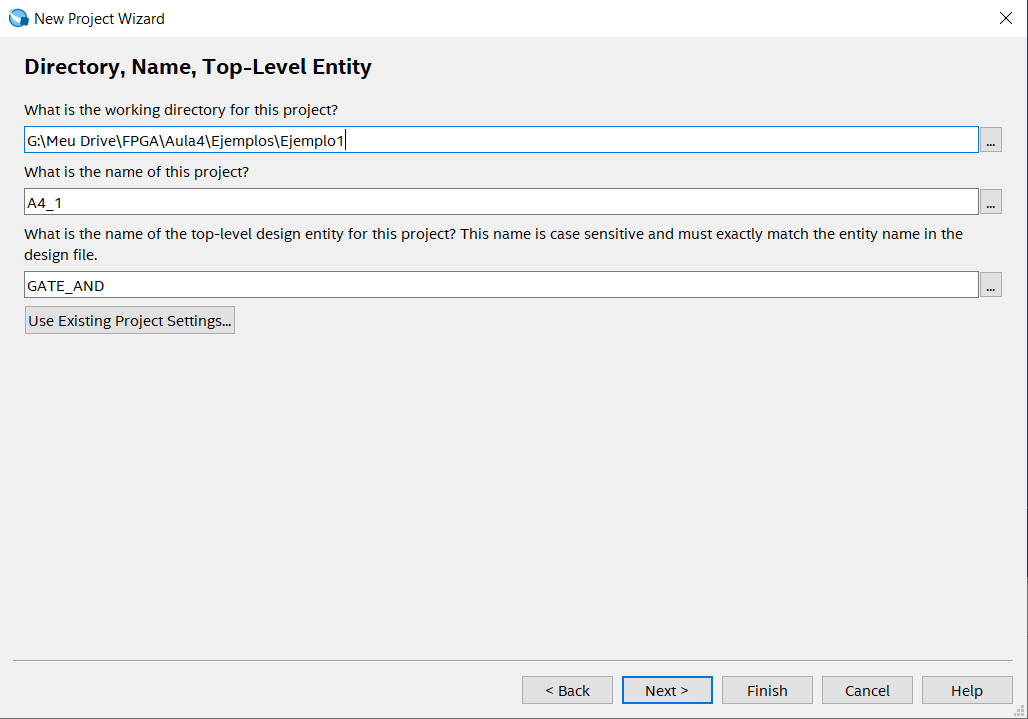 New Project Wizard
Directory, Name, Top-Level Entity
What is the working directory for this project?
G:\Meu Drive\FPGA\Aula4\Ejemplos\Ejemplo1
...
What is the name of this project?
A4_1
...
What is the name of the top-level design entity for this project? This name is case sensitive and must exactly match the entity name in the
design file.
GATE_AND
...
Use Existing Project Settings...
< Back
Next >
Finish
Cancel
Help